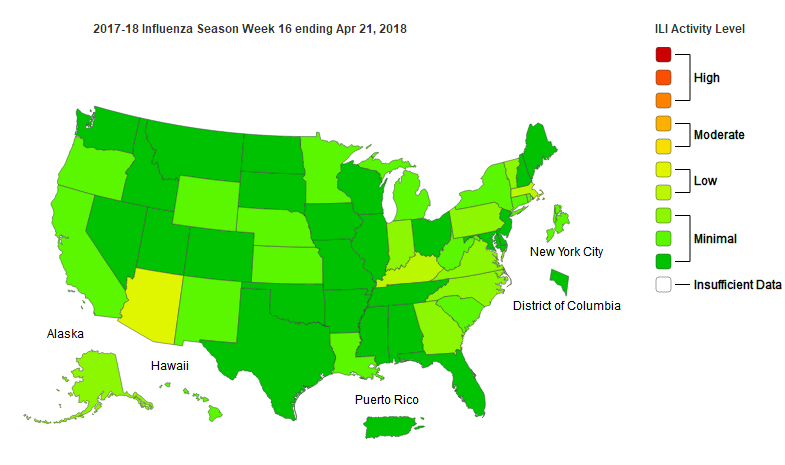 2017-18 Influenza Season Week 16 ending Apr 21, 2018
ILI Activity Level
High
Moderate
Low
Minimal
Insufficient Data
New York City
District of Columbia
Alaska
Hawaii
Puerto Rico